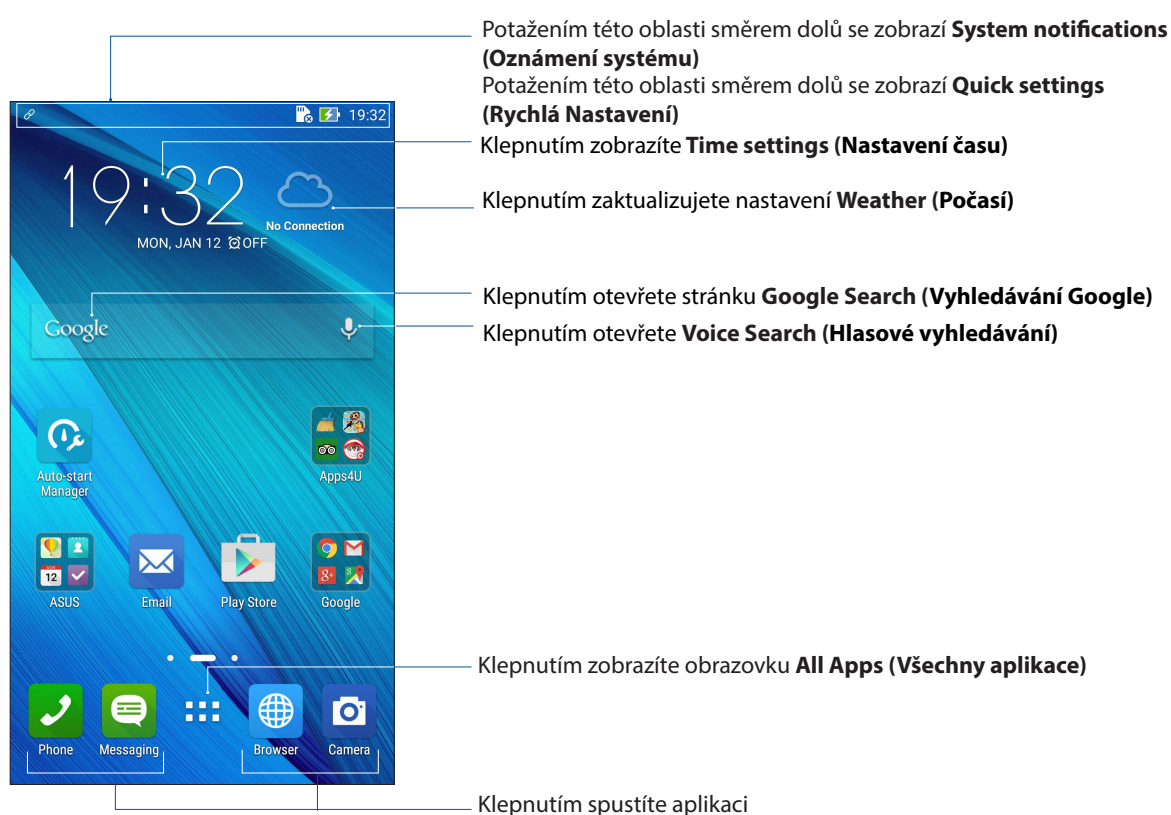 Potažením této oblasti směrem dolů se zobrazí System notifications
(Oznámení systému)
Potažením této oblasti směrem dolů se zobrazí Quick settings
(Rychlá Nastavení)
Klepnutím zobrazíte Time settings (Nastavení času)
Klepnutím zaktualizujete nastavení Weather (Počasí)
Klepnutím otevřete stránku Google Search (Vyhledávání Google)
Klepnutím otevřete Voice Search (Hlasové vyhledávání)
Klepnutím zobrazíte obrazovku All Apps (Všechny aplikace)
Klepnutím spustíte aplikaci
19:32
19:32
No Connection
MON, JAN 12 OFF
Google
Auto-start
Manager
Apps4U
12
8+
ASUS
Email
Play Store
Google
Phone
Messaging
Browser
Camera